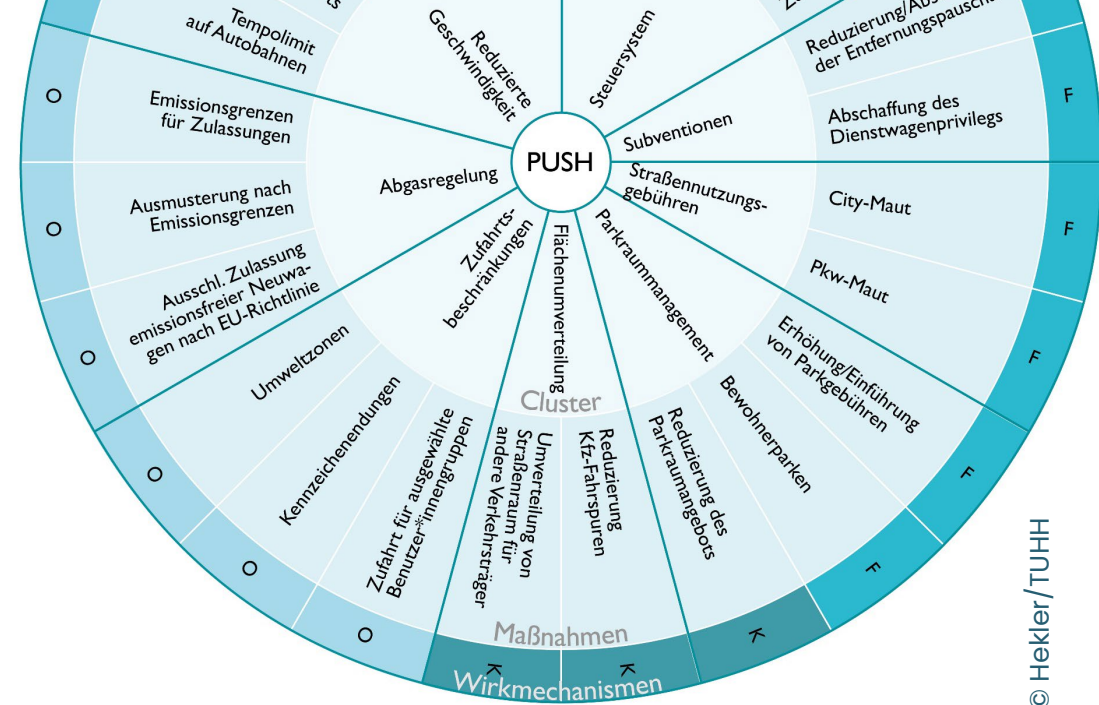 Tempolimit
auf Autobahnen
Reduzierte
Geschwindigkeit
Steuersystem
der Entfernungspauscha
O
Emissionsgrenzen
für Zulassungen
Abschaffung des
Dienstwagenprivilegs
F
PUSH
Subventionen
Abgasregelung
Straßennutzungs-
gebühren
O
Ausmusterung nach
Emissionsgrenzen
City-Maut
F
Zufahrts-
beschränkungen
Flächenumverteilung
Parkraummanagement
Pkw-Maut
F
O
Ausschl. Zulassung
emissionsfreier Neuwa-
gen nach EU-Richtlinie
Erhöhung/Einführung
von Parkgebühren
F
Umweltzonen
O
Kennzeichenendungen
O
Zufahrt für ausgewählte
Benutzer*innengruppen
O
Cluster
Umverteilung von
Straßenraum für
andere Verkehrsträger
K
Reduzierung
Kfz-Fahrspuren
K
Reduzierung des
Parkraumangebots
K
Bewohnerparken
F
Maßnahmen
Wirkmechanismen
© Hekler/TUHH